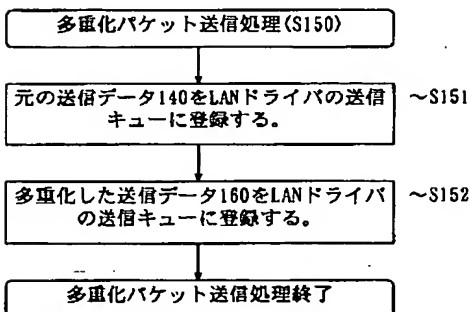 多重化パケット送信処理(S150)
元の送信データ140をLANドライバの送信
キューに登録する。
~S151
多重化した送信データ160をLANドライバ
の送信キューに登録する。
~S152
多重化パケット送信処理終了